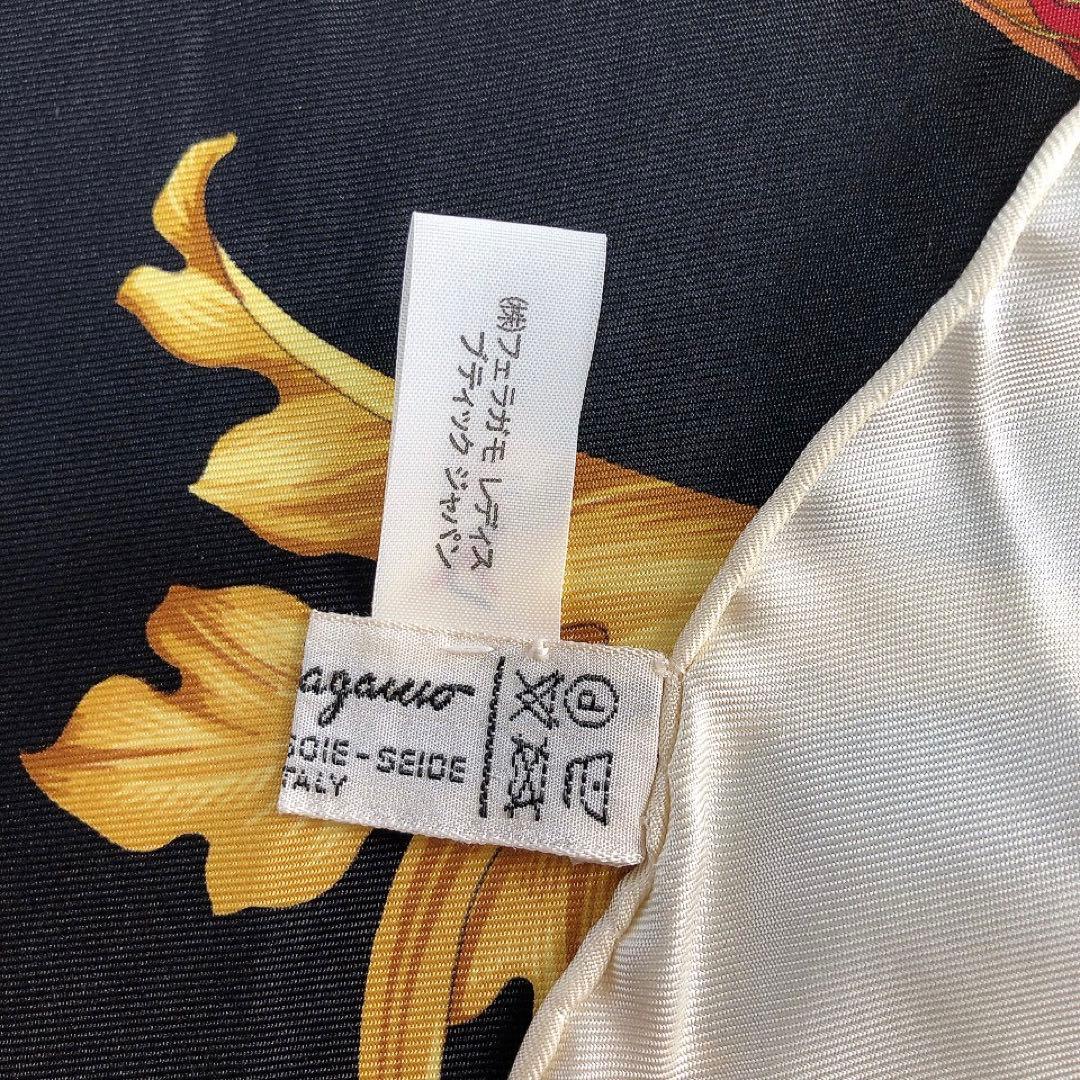 ㈱フェラガモ レディス
ブティック ジャパン
agamo
SOIE - SEIDE
ITALY
P